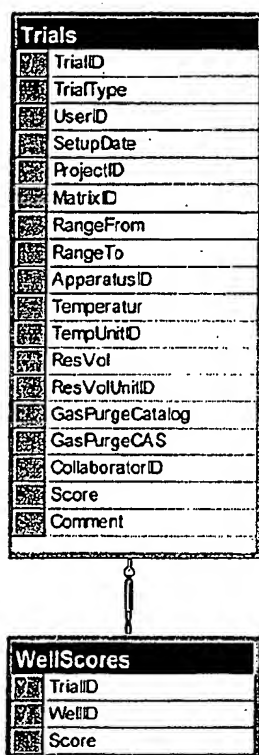 Trials
TrialID
TrialType
UserID
SetupDate
ProjectID
MatrixID
RangeFrom
RangeTo
ApparatusID
Temperatur
TempUnitID
ResVol
ResVolUnitID
GasPurgeCatalog
GasPurgeCAS
CollaboratorID
Score
Comment
WellScores
TrialID
WellID
Score